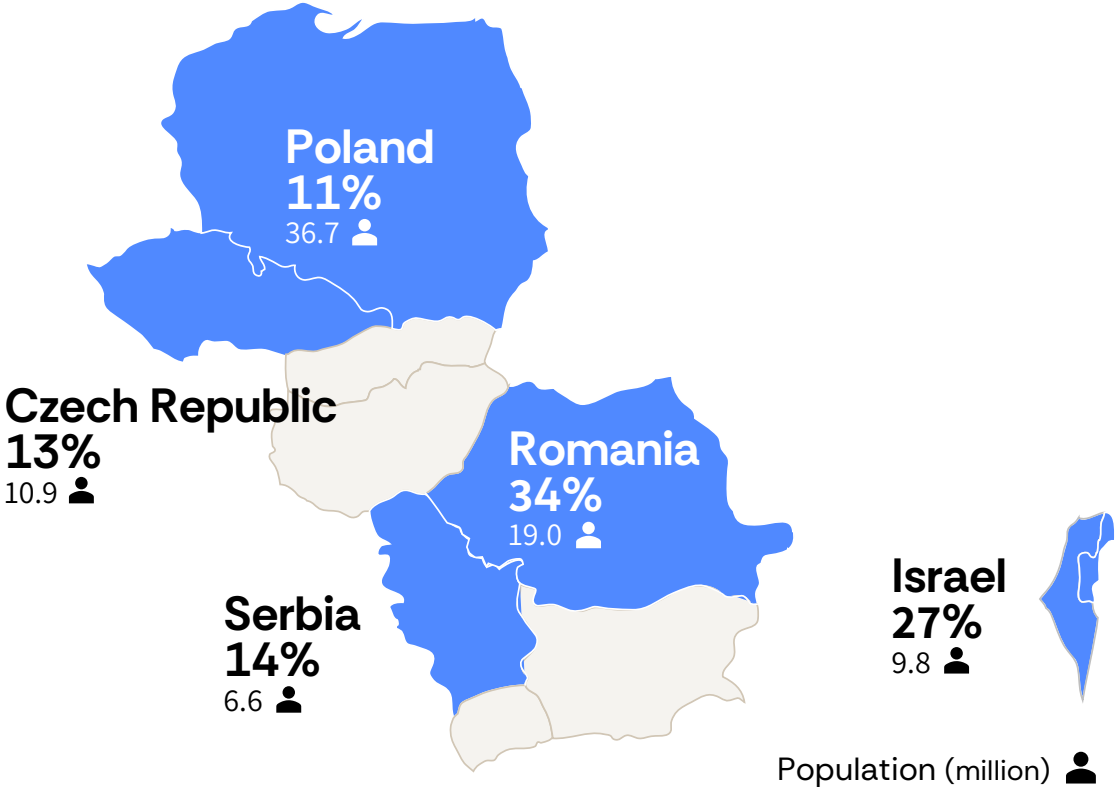 Poland
11%
36.7
Czech Republic
13%
10.9
Romania
34%
19.0
Serbia
14%
6.6
Israel
27%
9.8
Population (million)